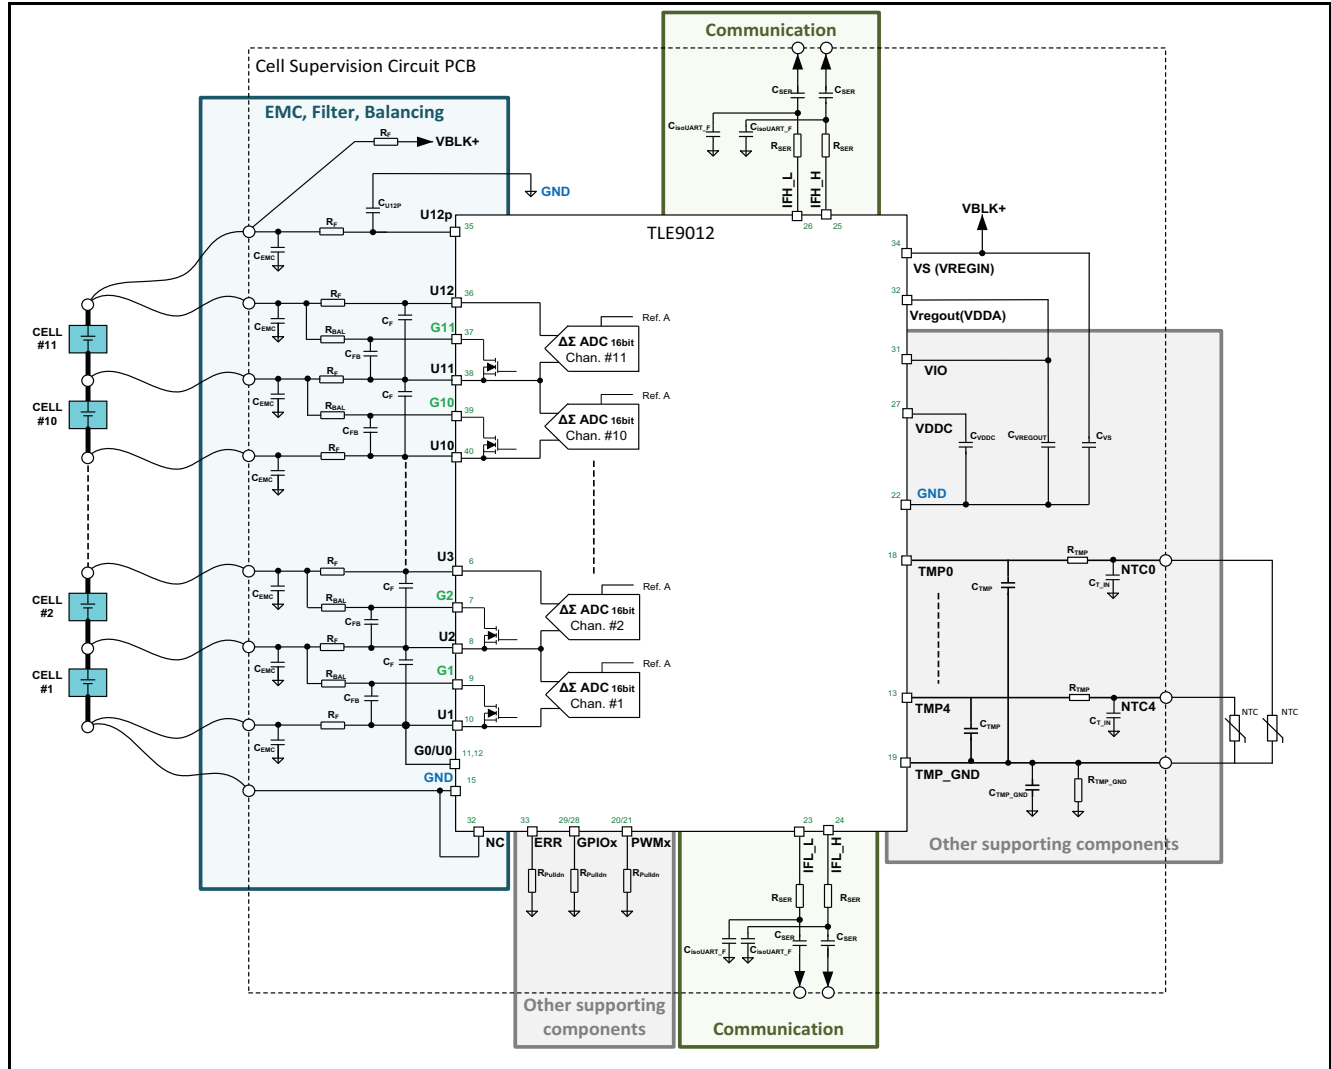 Communication
Cell Supervision Circuit PCB
EMC, Filter, Balancing
RF
VBLK+
CSER
CSER
CisoUART_F
CisoUART_F
RSER
RSER
IFH_L
IFH_H
CU12P
GND
U12p
35
26
25
TLE9012
VBLK+
RF
CEMC
34
VS (VREGIN)
32
Vregout(VDDA)
RF
U12
36
CEMC
CF
Ref. A
CELL
#11
RBAL
G11
37
ΔΣ ADC 16bit
Chan. #11
CFB
31
VIO
RF
U11
38
CEMC
CF
Ref. A
CELL
#10
RBAL
G10
39
ΔΣ ADC 16bit
Chan. #10
CFB
27
VDDC
CVDDC
CVREGOUT
CVS
RF
U10
40
CEMC
22
GND
RF
U3
6
CEMC
CF
18
TMP0
RTMP
NTC0
CTMP
CT_IN
Ref. A
CELL
#2
RBAL
G2
7
ΔΣ ADC 16bit
Chan. #2
CFB
RF
U2
8
CEMC
CF
Ref. A
CELL
#1
RBAL
G1
9
ΔΣ ADC 16bit
Chan. #1
CFB
13
TMP4
RTMP
NTC4
CTMP
CT_IN
NTC
NTC
RF
U1
10
CEMC
G0/U0
11,12
GND
15
19
TMP_GND
CTMP_GND
RTMP_GND
32
NC
33
ERR
29/28
GPIOx
20/21
PWMx
23
24
IFL_L
IFL_H
Other supporting components
RPulldn
RPulldn
RPulldn
RSER
RSER
CSER
CSER
CisoUART_F
CisoUART_F
Other supporting
components
Communication